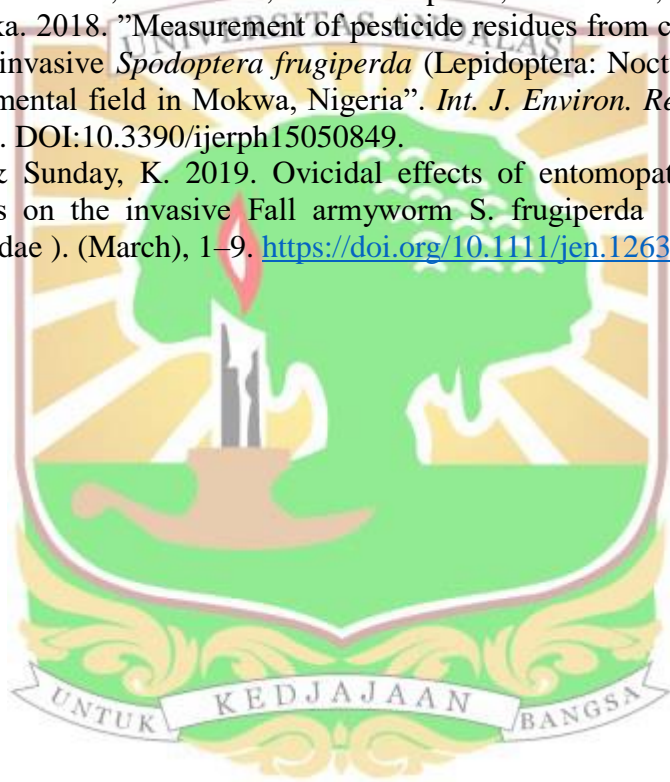 ka. 2018. ”Measurement of pesticide residues from c
UNIVERSITAS ANDALAS
invasive Spodoptera frugiperda (Lepidoptera: Noct
mental field in Mokwa, Nigeria”. Int. J. Environ. Re
. DOI:10.3390/ijerph15050849.
& Sunday, K. 2019. Ovicidal effects of entomopat
s on the invasive Fall armyworm S. frugiperda
dae ). (March), 1–9. https://doi.org/10.1111/jen.1263
UNTUK KEDJAJAAN BANGSA